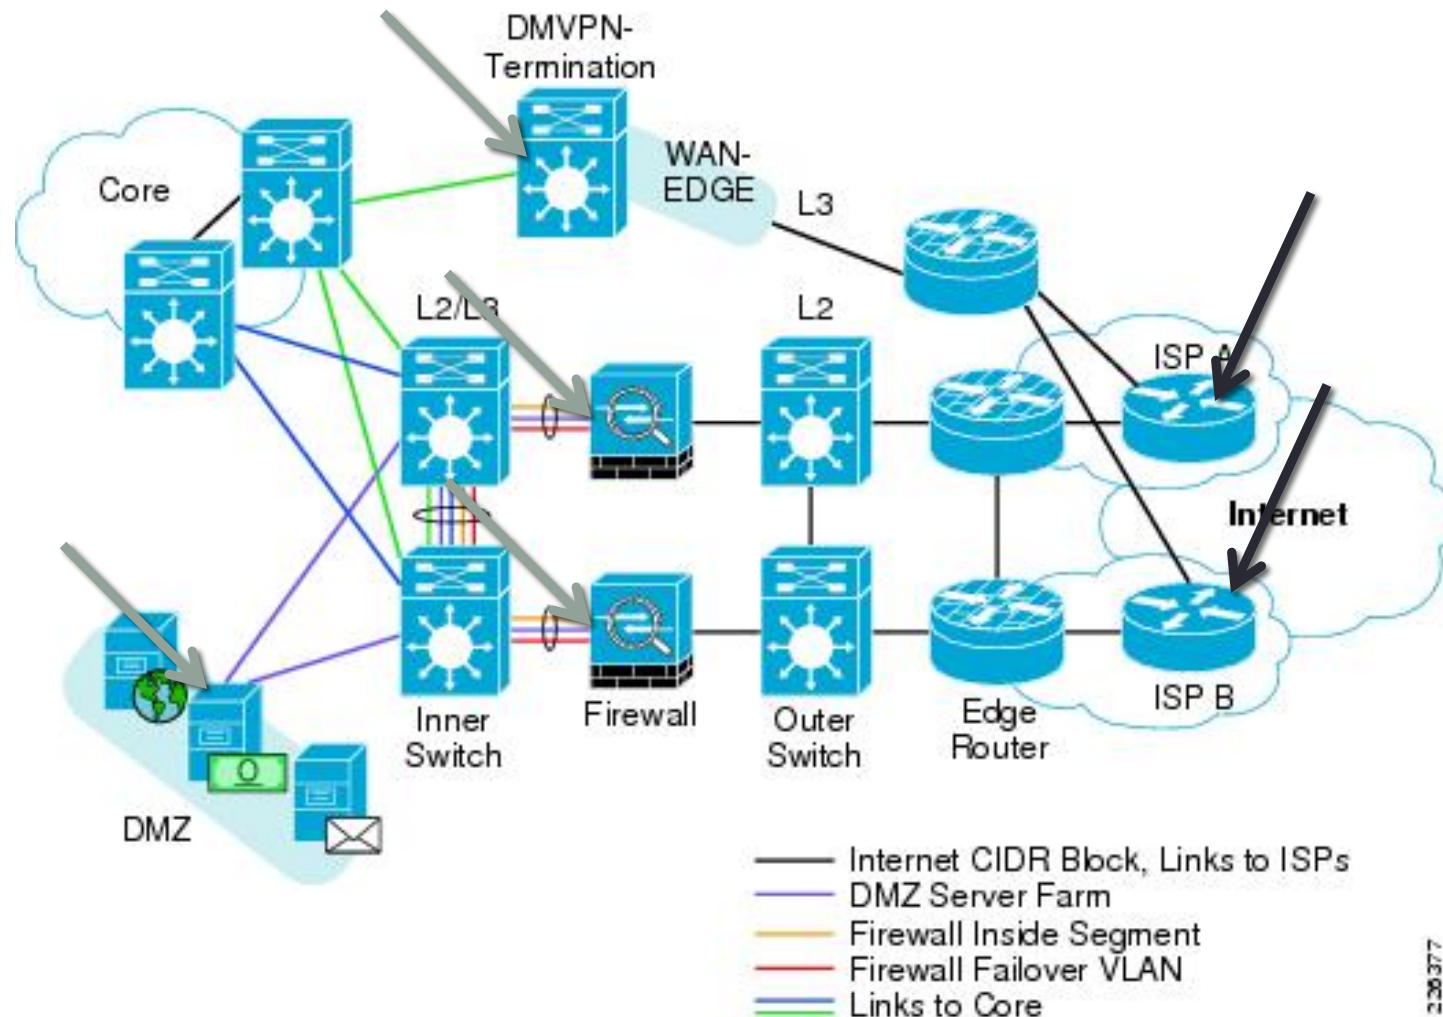 DMVPN-
Termination
Core
WAN-
EDGE
L3
L2/L3
L2
ISP A
Internet
ISP B
Inner
Switch
Firewall
Outer
Switch
Edge
Router
DMZ
Internet CIDR Block, Links to ISPs
DMZ Server Farm
Firewall Inside Segment
Firewall Failover VLAN
Links to Core
226377